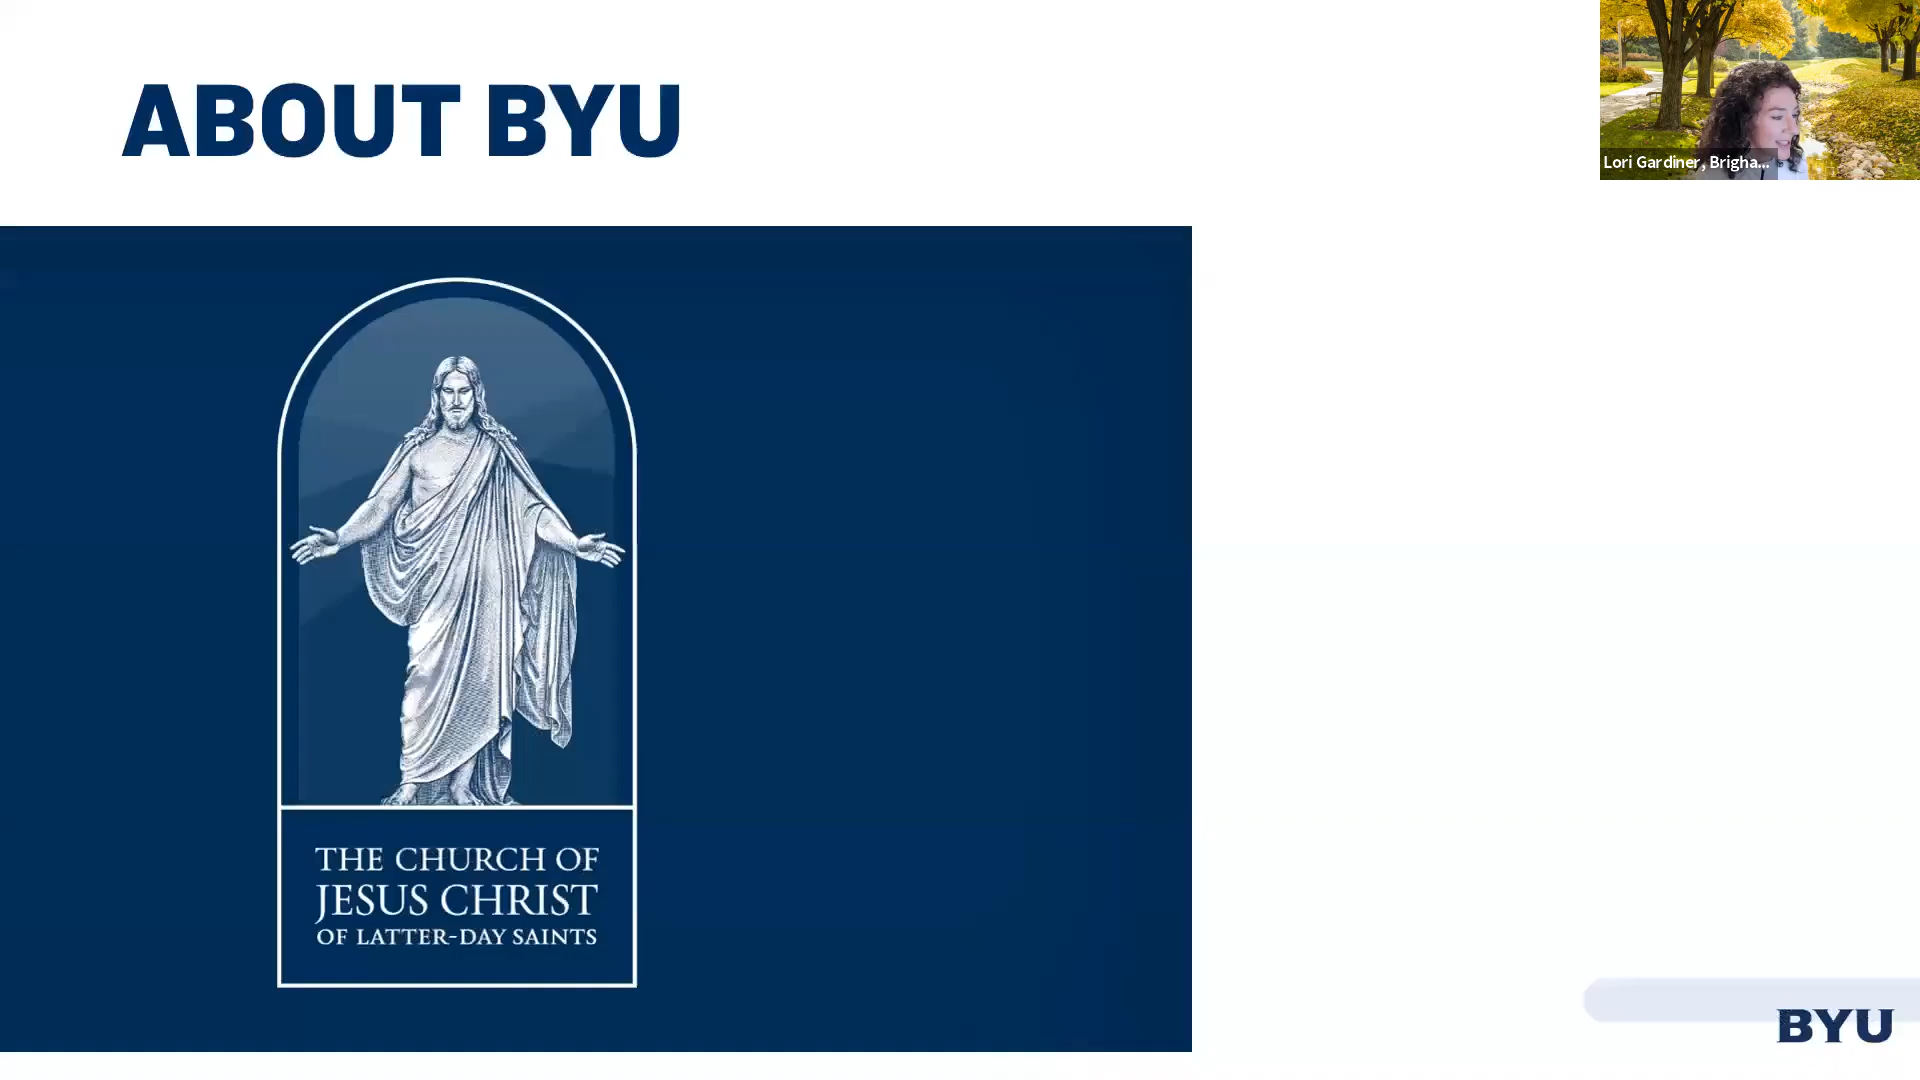 ABOUT BYU
Lori Gardiner, Brigha...
THE CHURCH OF
JESUS CHRIST
OF LATTER-DAY SAINTS
BYU